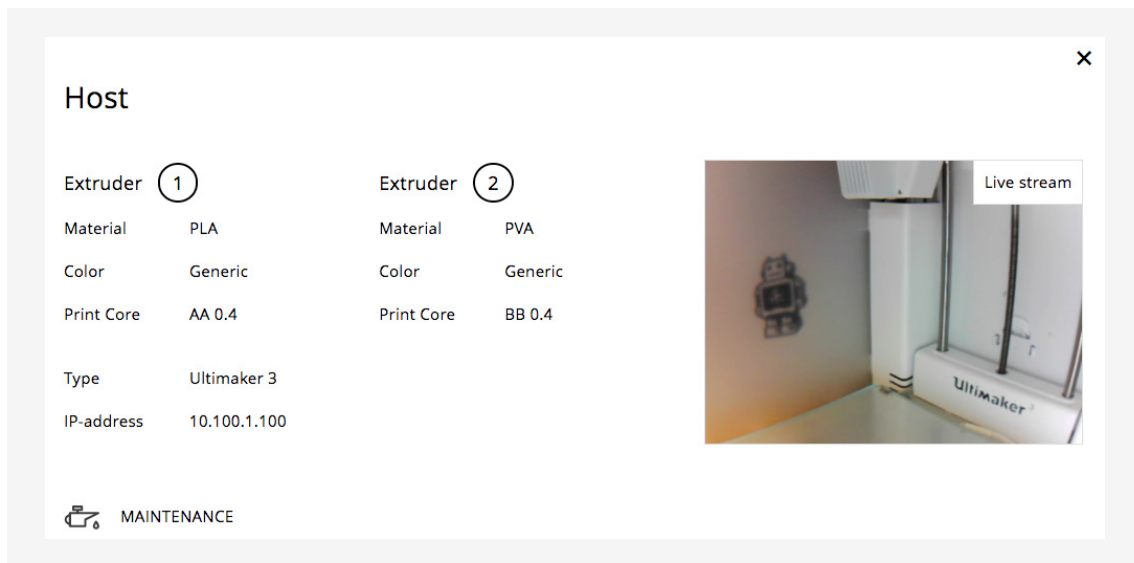 Host
Extruder 1
Material PLA
Color Generic
Print Core AA 0.4
Extruder 2
Material PVA
Color Generic
Print Core BB 0.4
Type Ultimaker 3
IP-address 10.100.1.100
Live stream
Ultimaker³
MAINTENANCE